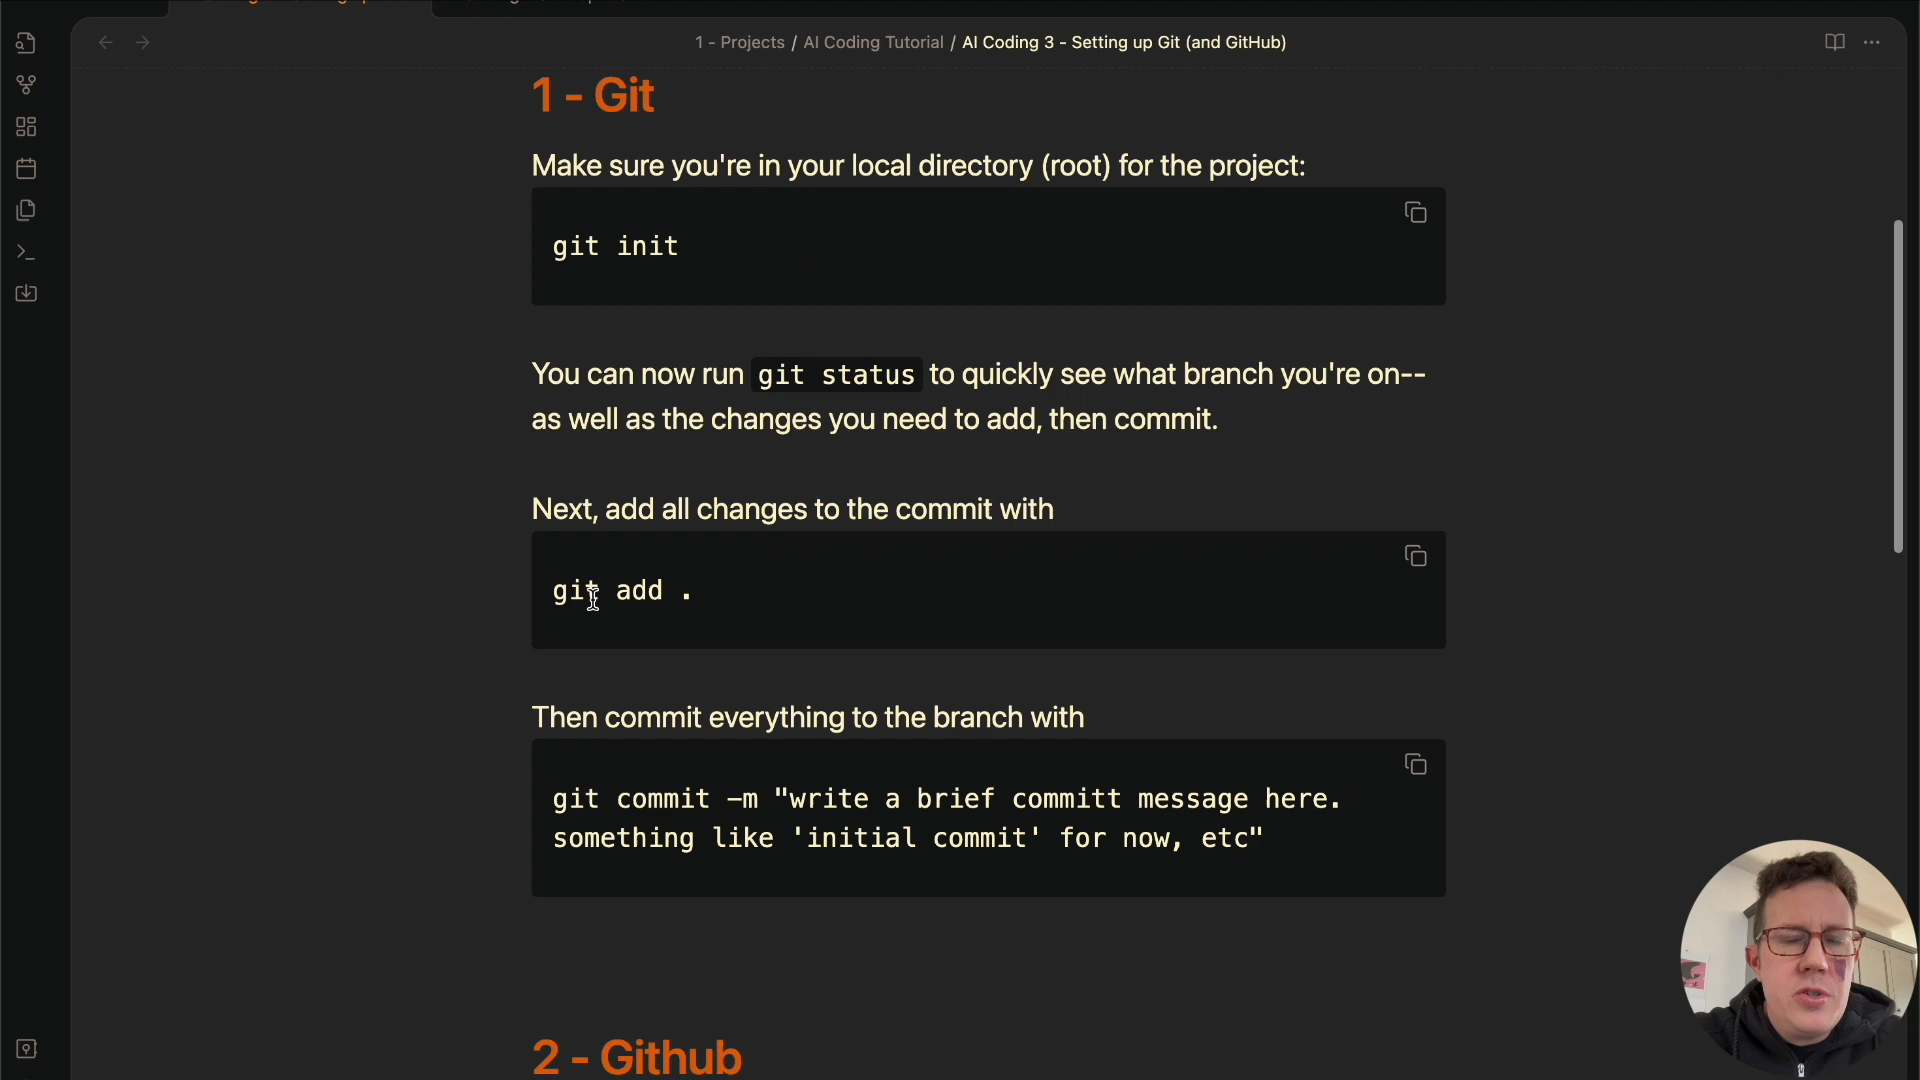 1 - Projects / AI Coding Tutorial / AI Coding 3 - Setting up Git (and GitHub)
1 - Git
Make sure you're in your local directory (root) for the project:
git init
You can now run git status to quickly see what branch you're on--
as well as the changes you need to add, then commit.
Next, add all changes to the commit with
git add .
Then commit everything to the branch with
git commit -m "write a brief committ message here.
something like 'initial commit' for now, etc"
2 - Github